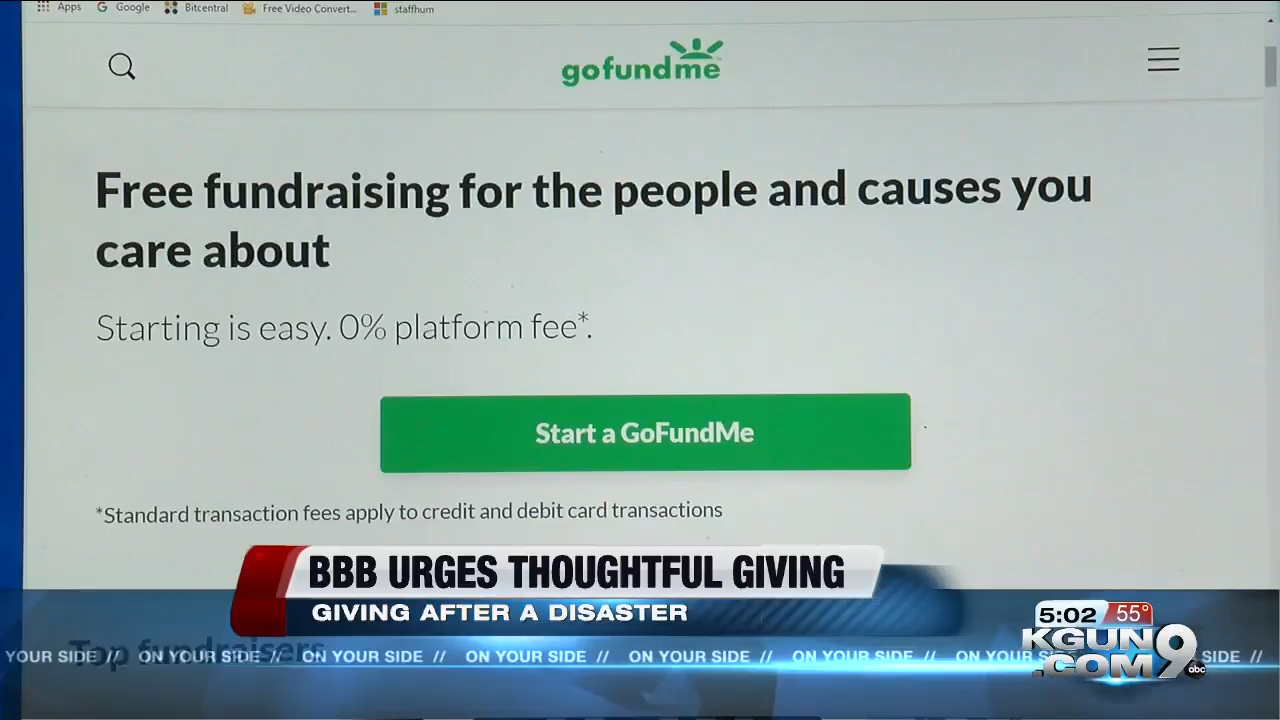 Apps Google Bitcentral Free Video Convert... staffhum
gofundme
Free fundraising for the people and causes you
care about
Starting is easy. 0% platform fee*.
Start a GoFundMe
*Standard transaction fees apply to credit and debit card transactions
BBB URGES THOUGHTFUL GIVING
GIVING AFTER A DISASTER
5:02 55°
KGUN9
.COM abc
Top fundraisers
YOUR SIDE // ON YOUR SIDE // ON YOUR SIDE // ON YOUR SIDE // ON YOUR SIDE // ON YOUR SIDE // ON YOUR SIDE //